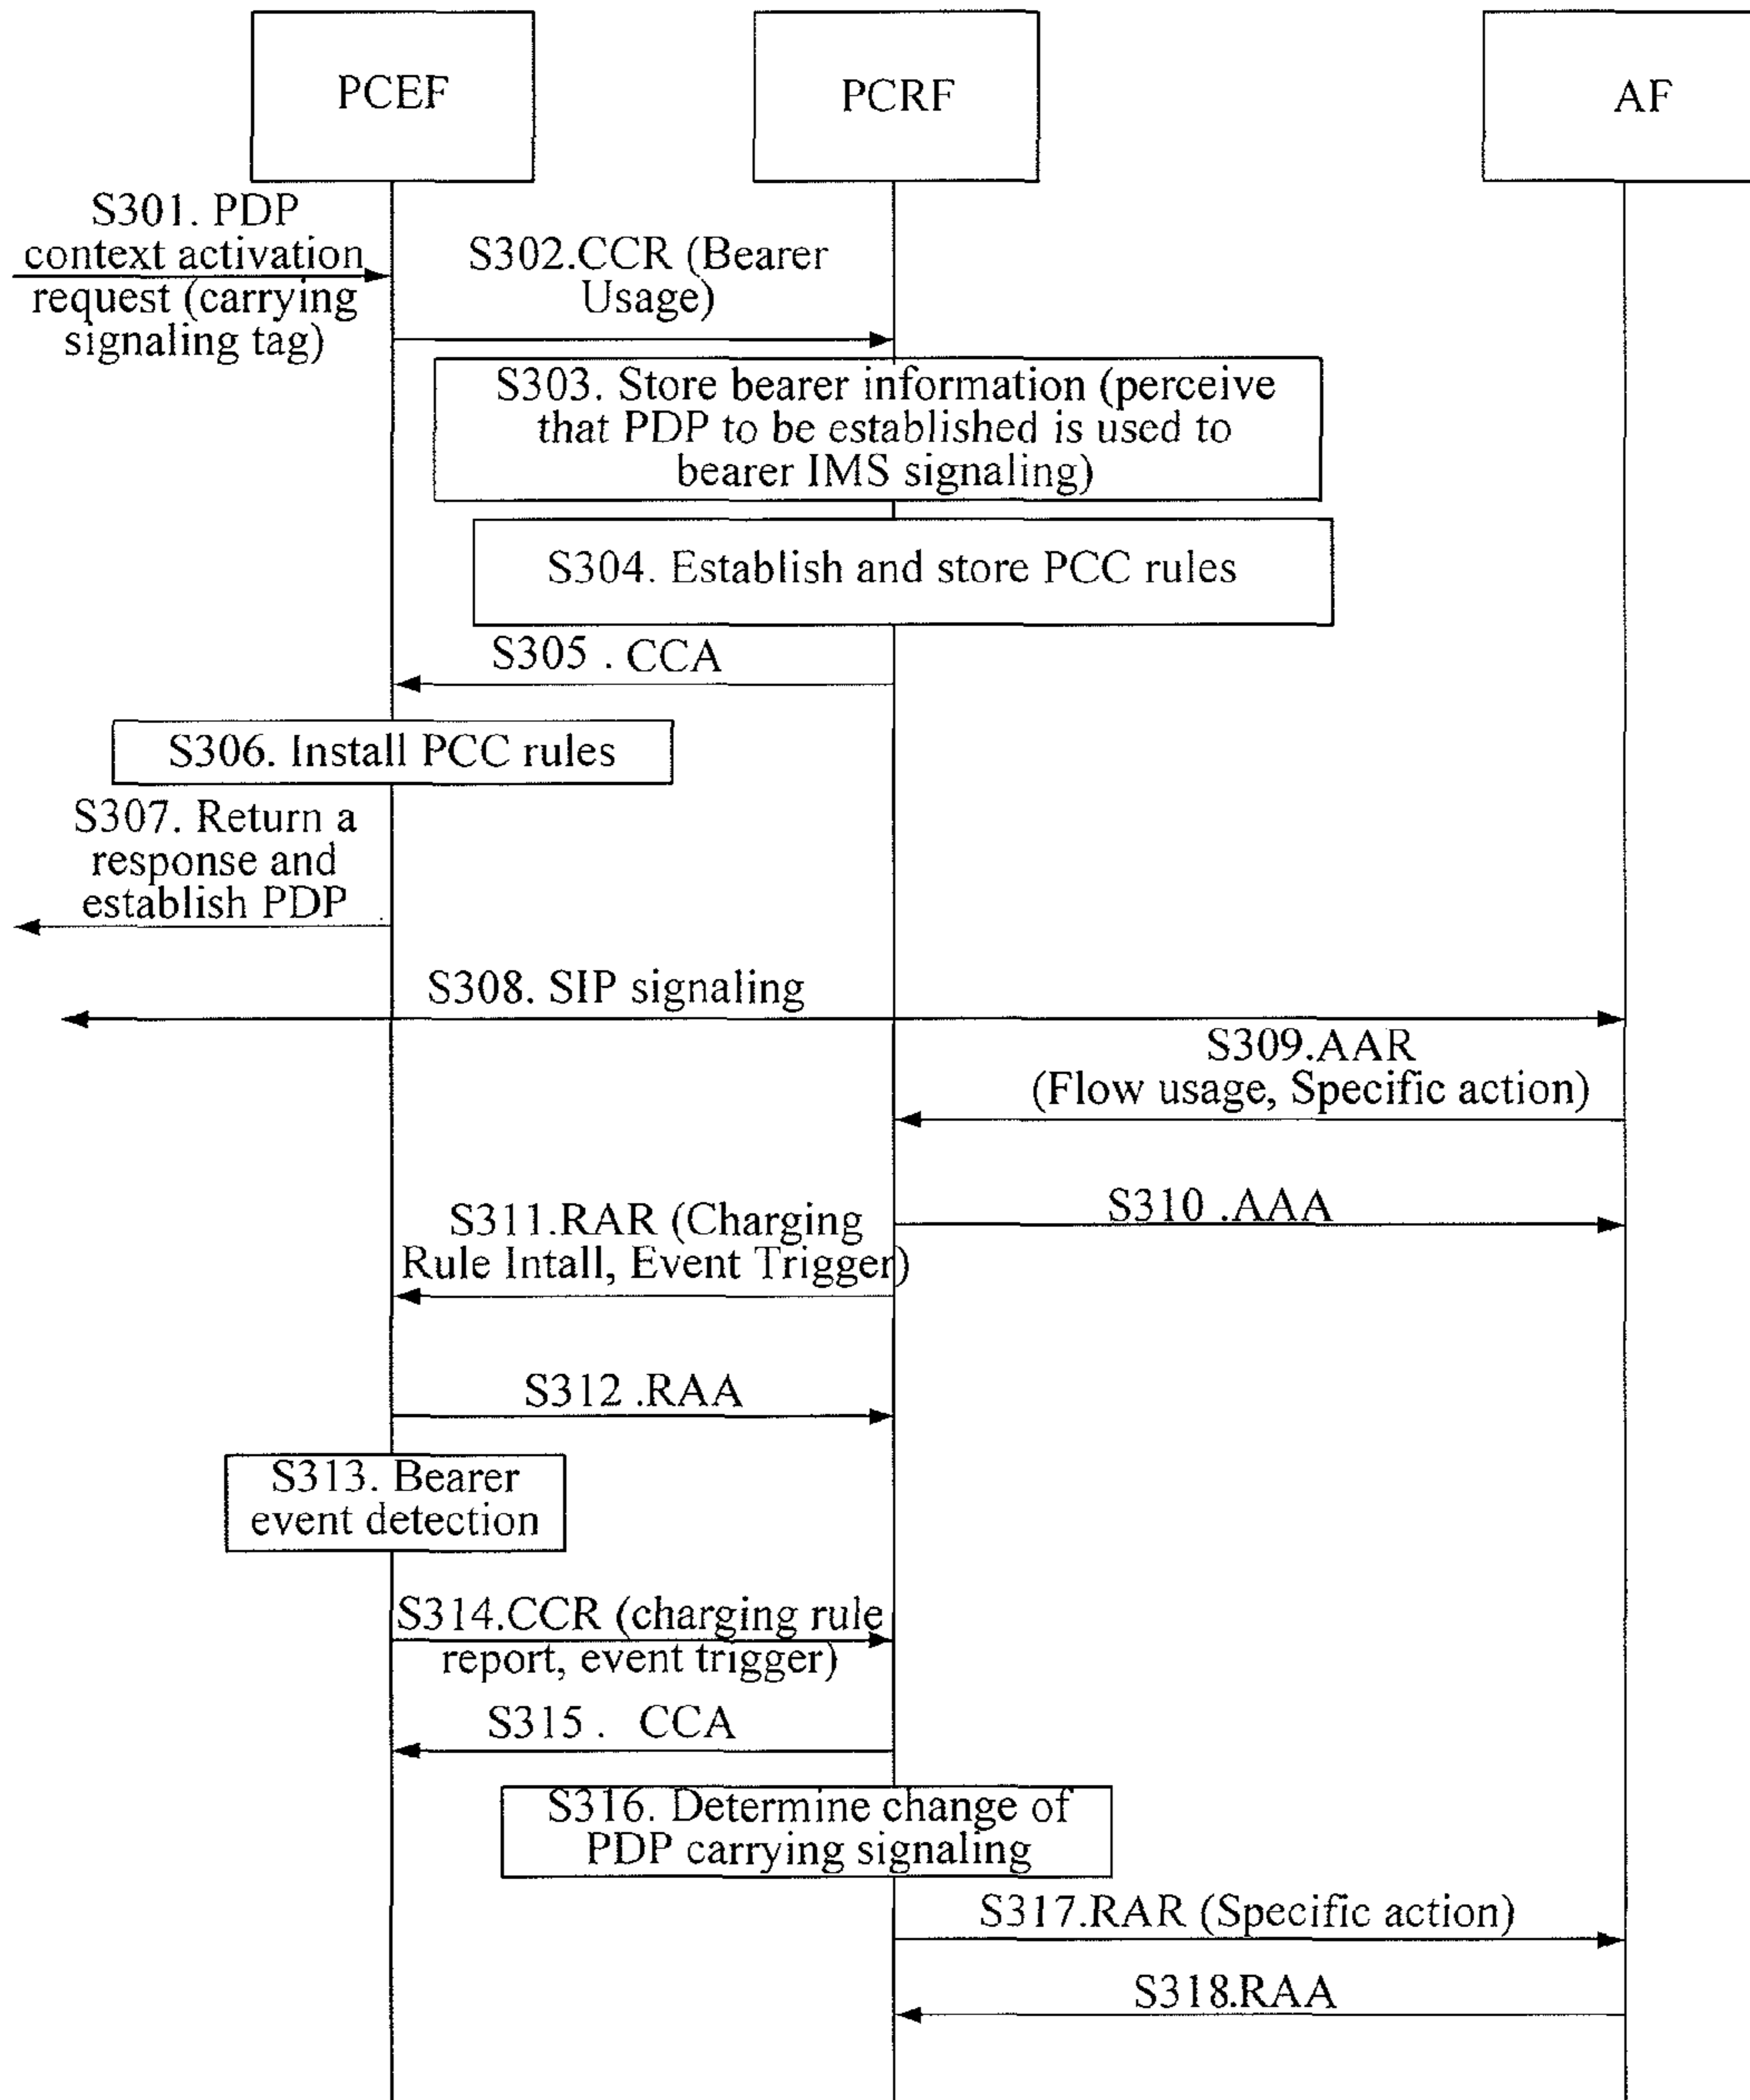 PCEF
PCRF
AF
S301. PDP
context activation
request (carrying
signaling tag)
S302.CCR (Bearer
Usage)
S303. Store bearer information (perceive
that PDP to be established is used to
bearer IMS signaling)
S304. Establish and store PCC rules
S305 . CCA
S306. Install PCC rules
S307. Return a
response and
establish PDP
S308. SIP signaling
S309.AAR
(Flow usage, Specific action)
S310 .AAA
S311.RAR (Charging
Rule Intall, Event Trigger)
S312 .RAA
S313. Bearer
event detection
S314.CCR (charging rule
report, event trigger)
S315 . CCA
S316. Determine change of
PDP carrying signaling
S317.RAR (Specific action)
S318.RAA